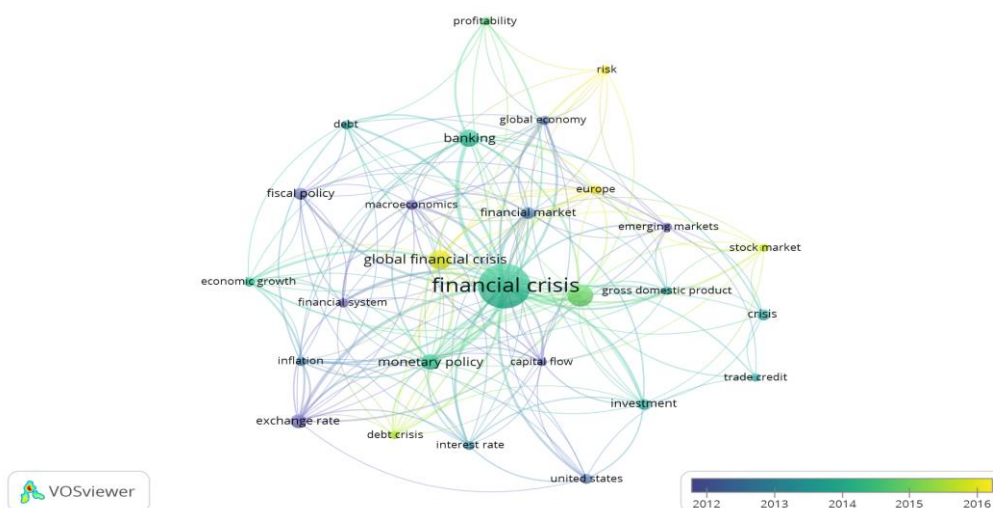 profitability
risk
global economy
debt
banking
europe
fiscal policy
macroeconomics
financial market
emerging markets
stock market
global financial crisis
economic growth
financial crisis
gross domestic product
financial system
crisis
inflation
monetary policy
capital flow
trade credit
investment
exchange rate
debt crisis
interest rate
united states
VOSviewer
2012 2013 2014 2015 2016